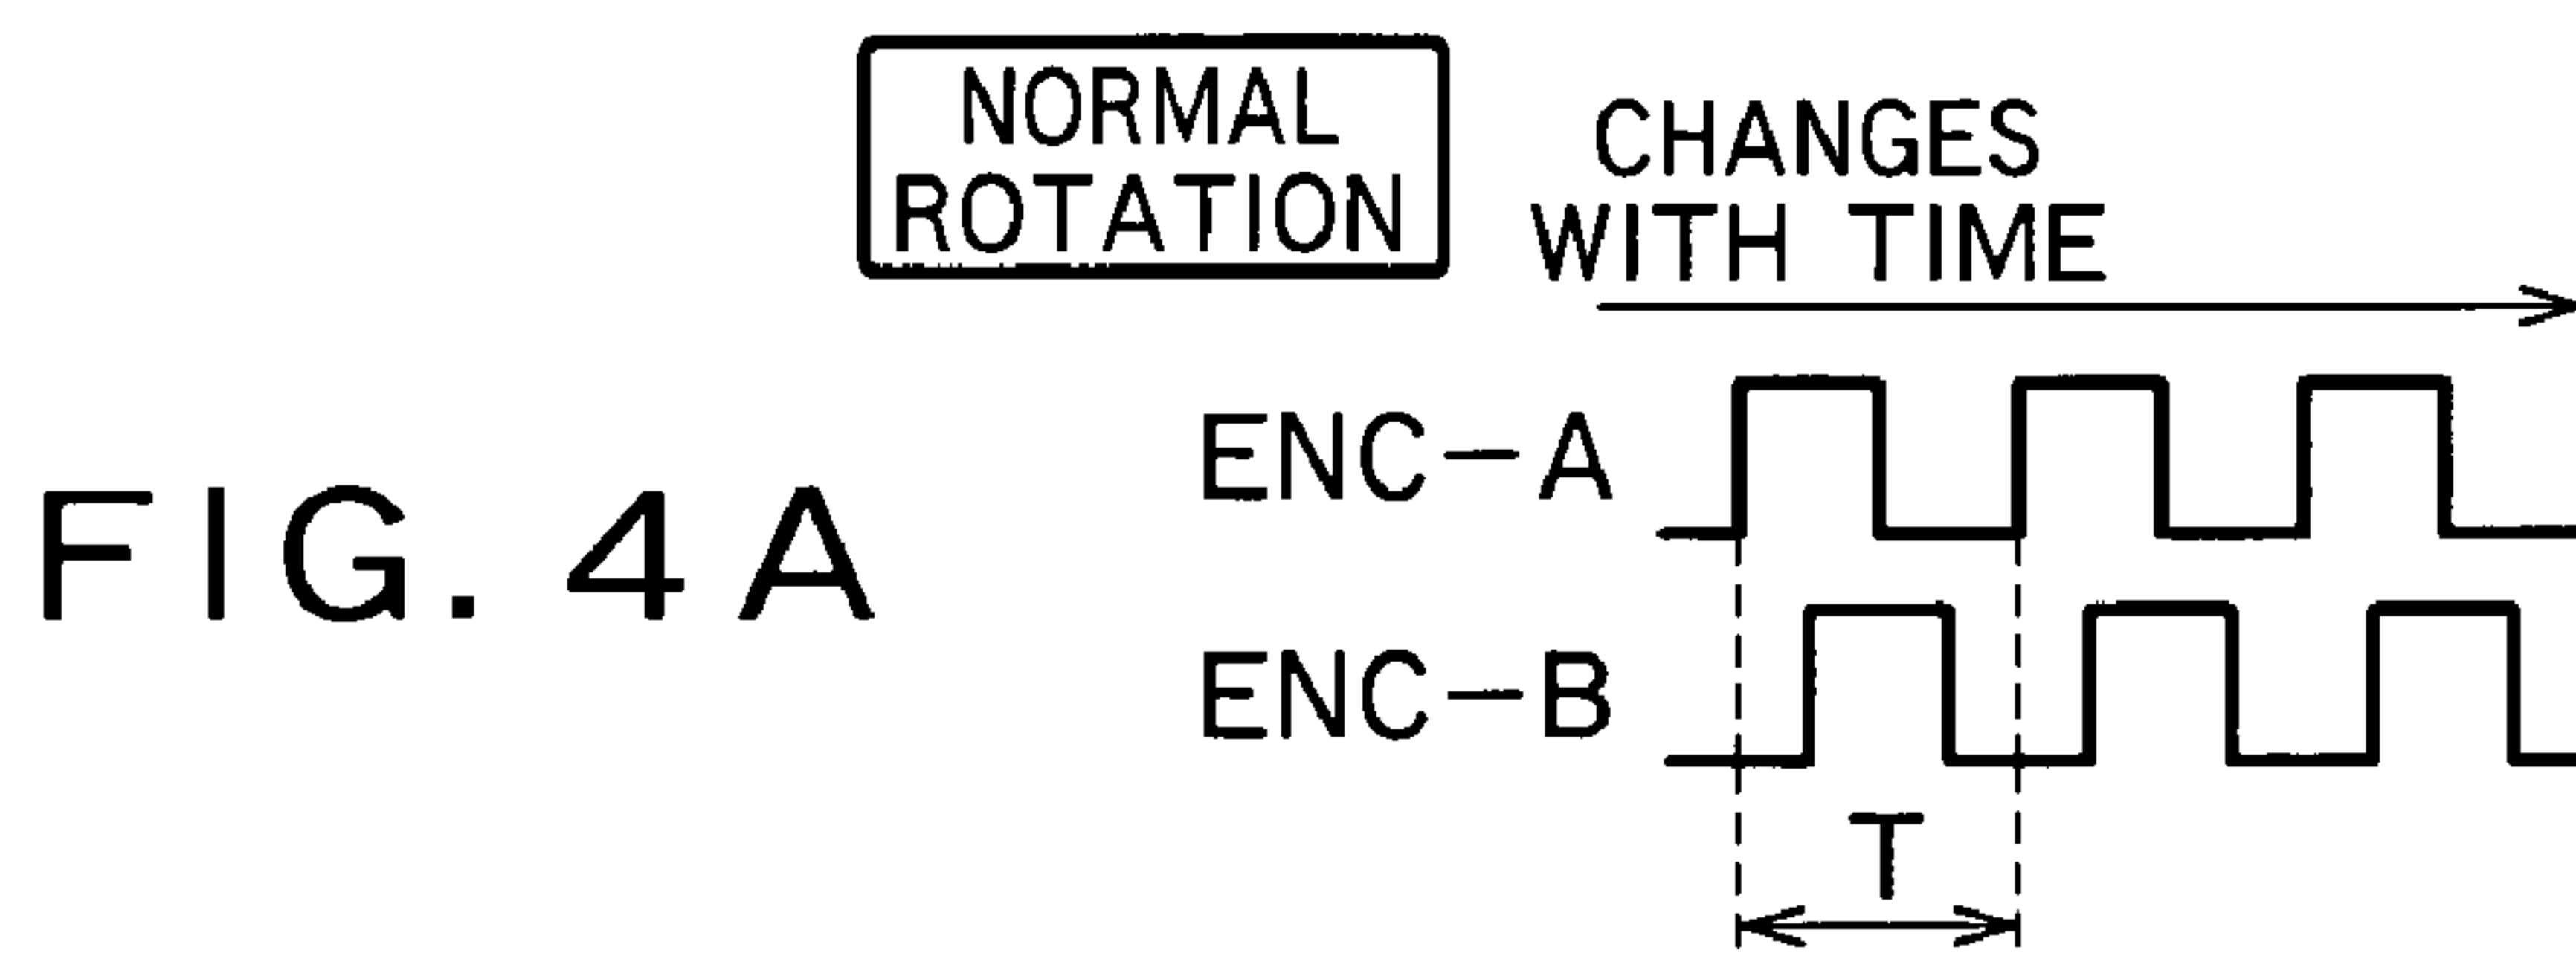 NORMAL
ROTATION
CHANGES
WITH TIME
ENC-A
FIG. 4A
ENC-B
T